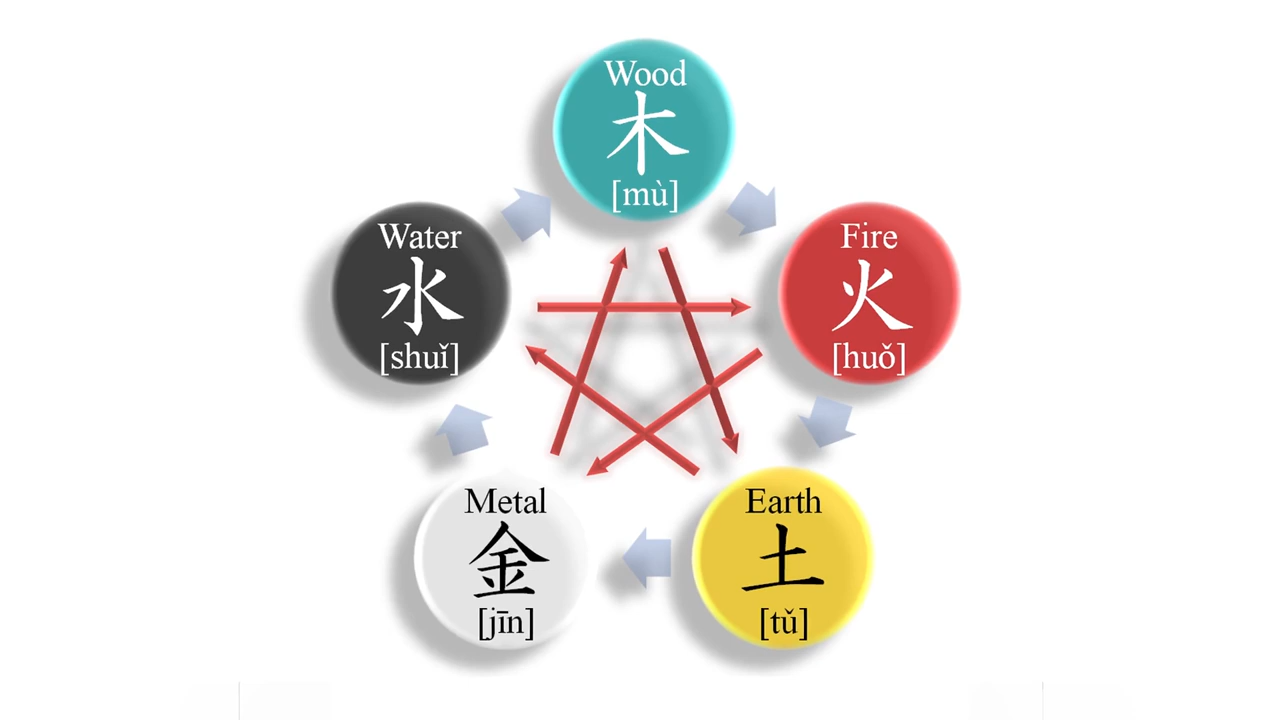 Wood
木
[mù]
Water
水
[shuǐ]
Fire
火
[huǒ]
Metal
金
[jīn]
Earth
土
[tǔ]